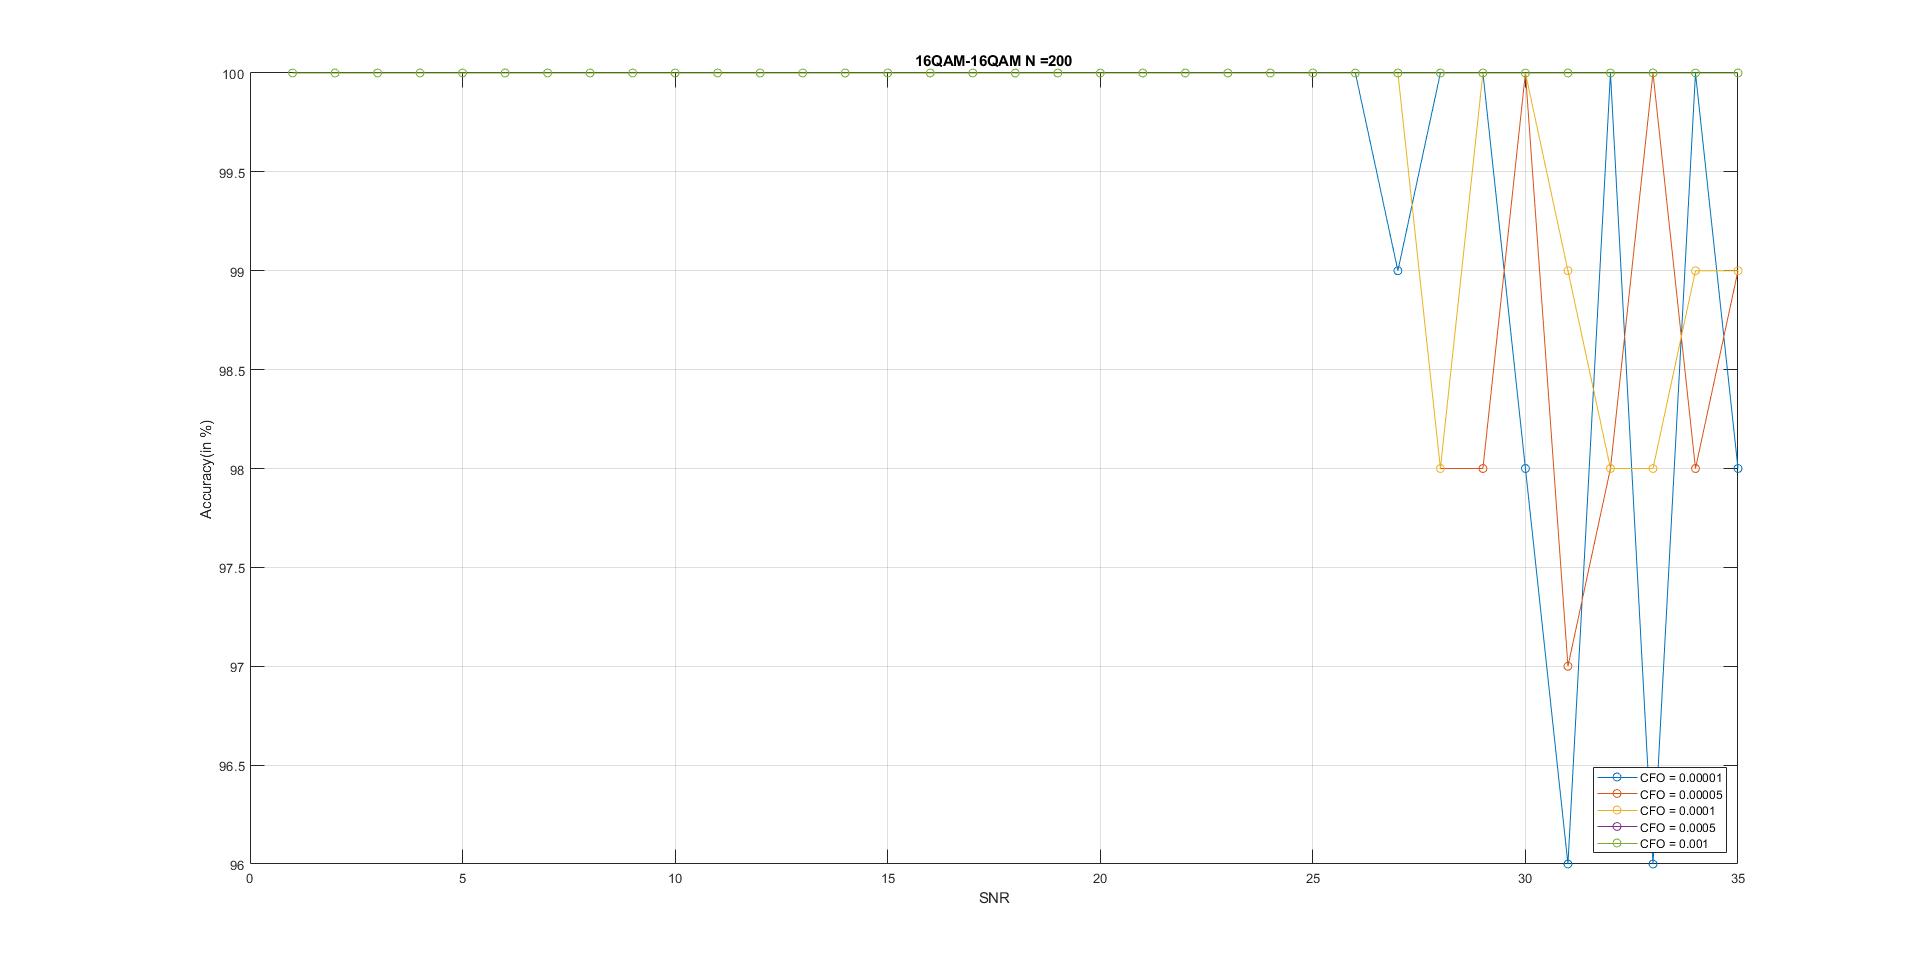 16QAM-16QAM N =200
100
99.5
99
98.5
98
97.5
97
96.5
96
Accuracy(in %)
0 5 10 15 20 25 30 35
SNR
CFO = 0.00001
CFO = 0.00005
CFO = 0.0001
CFO = 0.0005
CFO = 0.001